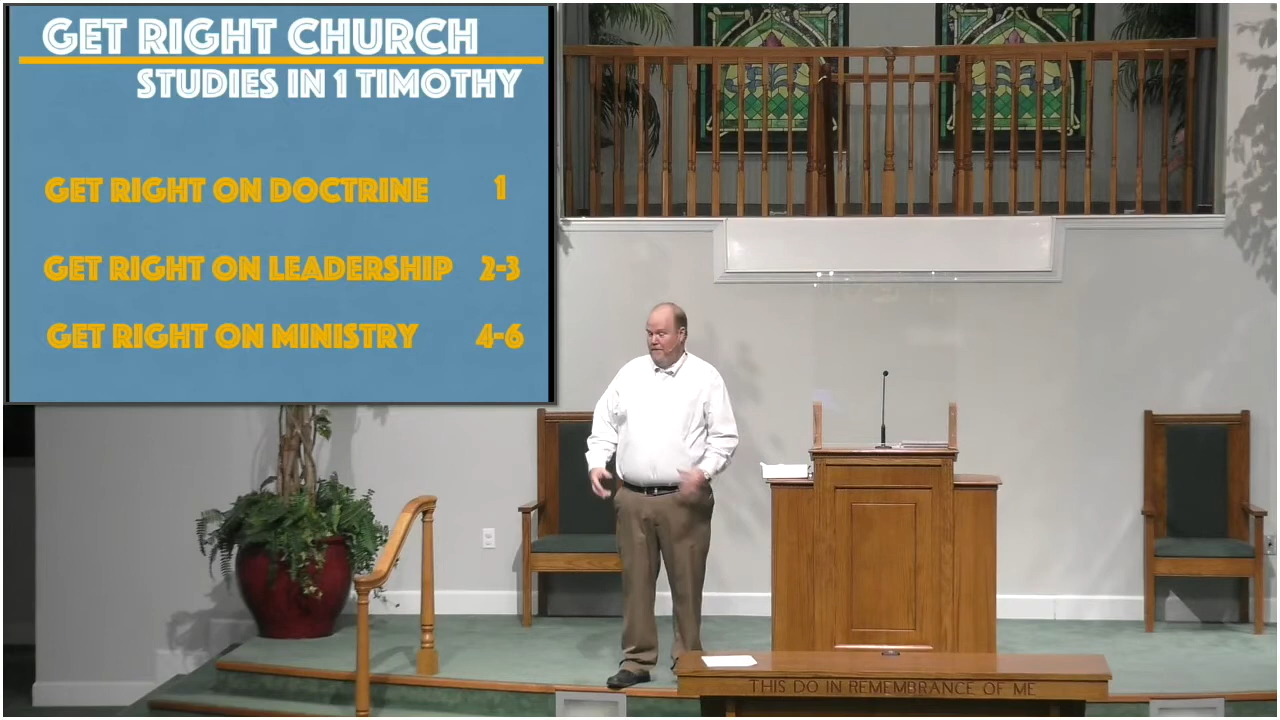 GET RIGHT CHURCH
STUDIES IN 1 TIMOTHY
GET RIGHT ON DOCTRINE 1
GET RIGHT ON LEADERSHIP 2-3
GET RIGHT ON MINISTRY 4-6
THIS DO IN REMEMBRANCE OF ME